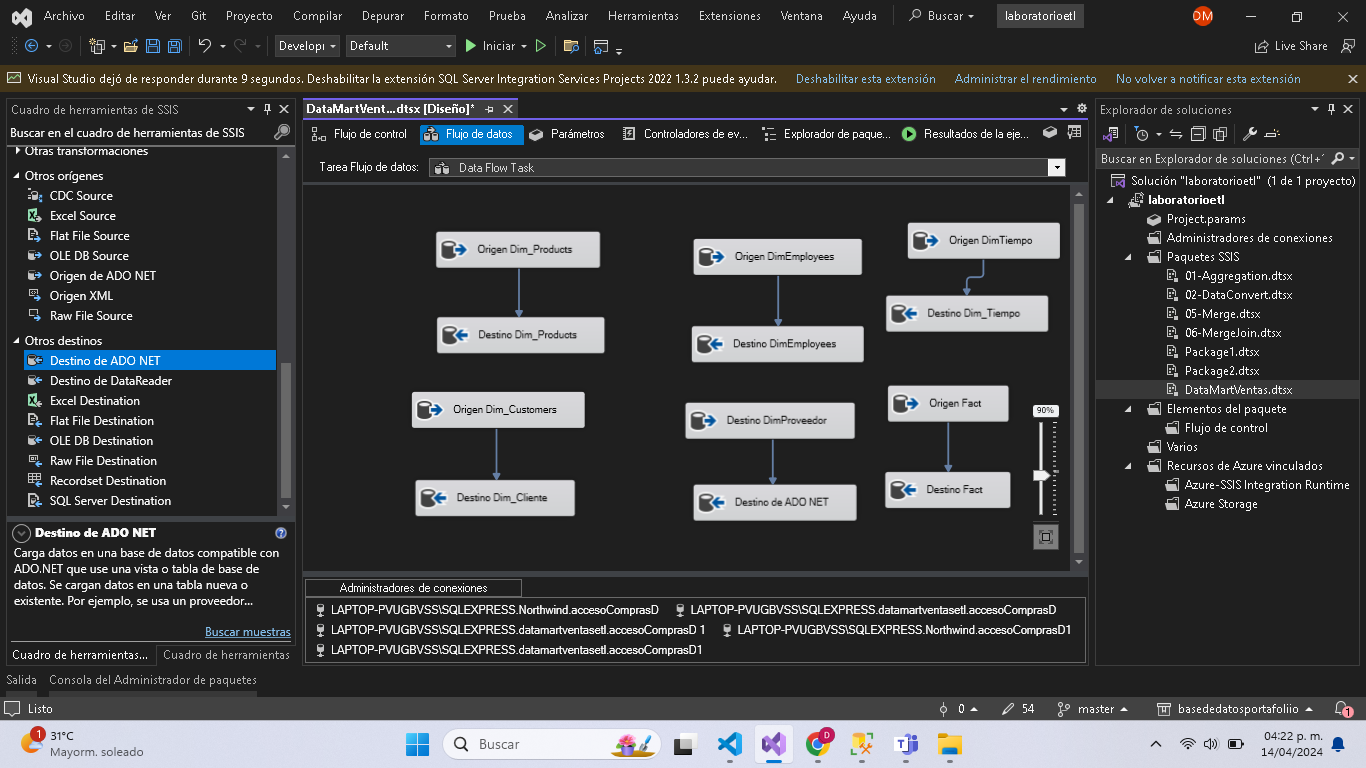 Archivo Editar Ver Git Proyecto Compilar Depurar Formato Prueba Analizar Herramientas Extensiones Ventana Ayuda Buscar laboratorioetl DM
Developi Default Iniciar Live Share
Visual Studio dejó de responder durante 9 segundos. Deshabilitar la extensión SQL Server Integration Services Projects 2022 1.3.2 puede ayudar. Deshabilitar esta extensión Administrar el rendimiento No volver a notificar esta extensión
Cuadro de herramientas de SSIS
Buscar en el cuadro de herramientas de SSIS
Otras transformaciones
Otros orígenes
CDC Source
Excel Source
Flat File Source
OLE DB Source
Origen de ADO NET
Origen XML
Raw File Source
Otros destinos
Destino de ADO NET
Destino de DataReader
Excel Destination
Flat File Destination
OLE DB Destination
Raw File Destination
Recordset Destination
SQL Server Destination
Destino de ADO NET
Carga datos en una base de datos compatible con
ADO.NET que use una vista o tabla de base de
datos. Se cargan datos en una tabla nueva o
existente. Por ejemplo, se usa un proveedor...
Buscar muestras
Cuadro de herramientas... Cuadro de herramientas
DataMartVent...dtsx [Diseño]*
Flujo de control Flujo de datos Parámetros Controladores de ev... Explorador de paque... Resultados de la eje...
Tarea Flujo de datos: Data Flow Task
Origen Dim_Products
Destino Dim_Products
Origen DimEmployees
Destino DimEmployees
Origen DimTiempo
Destino Dim_Tiempo
Origen Dim_Customers
Destino Dim_Cliente
Destino DimProveedor
Destino de ADO NET
Origen Fact
Destino Fact
90%
Administradores de conexiones
LAPTOP-PVUGBVSS\SQLEXPRESS.Northwind.accesoComprasD LAPTOP-PVUGBVSS\SQLEXPRESS.datamartventasetl.accesoComprasD
LAPTOP-PVUGBVSS\SQLEXPRESS.datamartventasetl.accesoComprasD 1 LAPTOP-PVUGBVSS\SQLEXPRESS.Northwind.accesoComprasD1
LAPTOP-PVUGBVSS\SQLEXPRESS.datamartventasetl.accesoComprasD1
Explorador de soluciones
Buscar en Explorador de soluciones (Ctrl+
Solución "laboratorioetl" (1 de 1 proyecto)
laboratorioetl
Project.params
Administradores de conexiones
Paquetes SSIS
01-Aggregation.dtsx
02-DataConvert.dtsx
05-Merge.dtsx
06-MergeJoin.dtsx
Package1.dtsx
Package2.dtsx
DataMartVentas.dtsx
Elementos del paquete
Flujo de control
Varios
Recursos de Azure vinculados
Azure-SSIS Integration Runtime
Azure Storage
Salida Consola del Administrador de paquetes
Listo 0 54 master basededatosportafoliio 1
1 31°C
Mayorm. soleado
Buscar
D
04:22 p. m.
14/04/2024